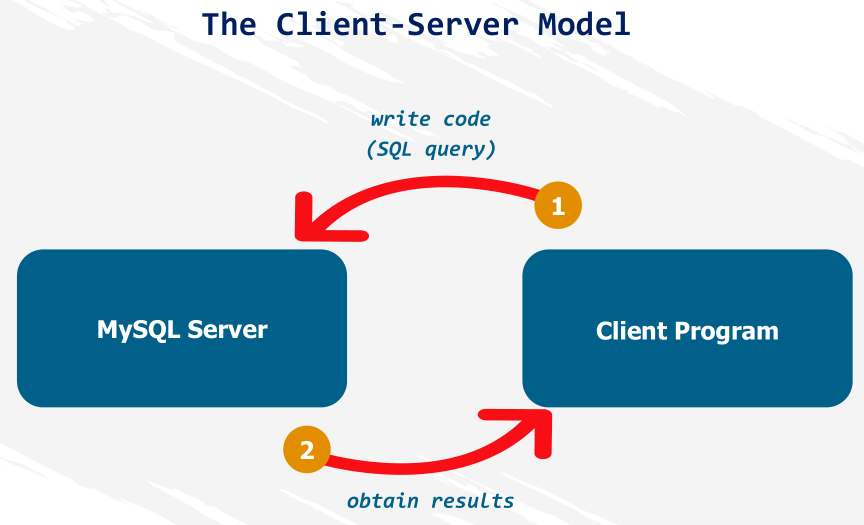 The Client-Server Model
write code
(SQL query)
1
MySQL Server
Client Program
2
obtain results